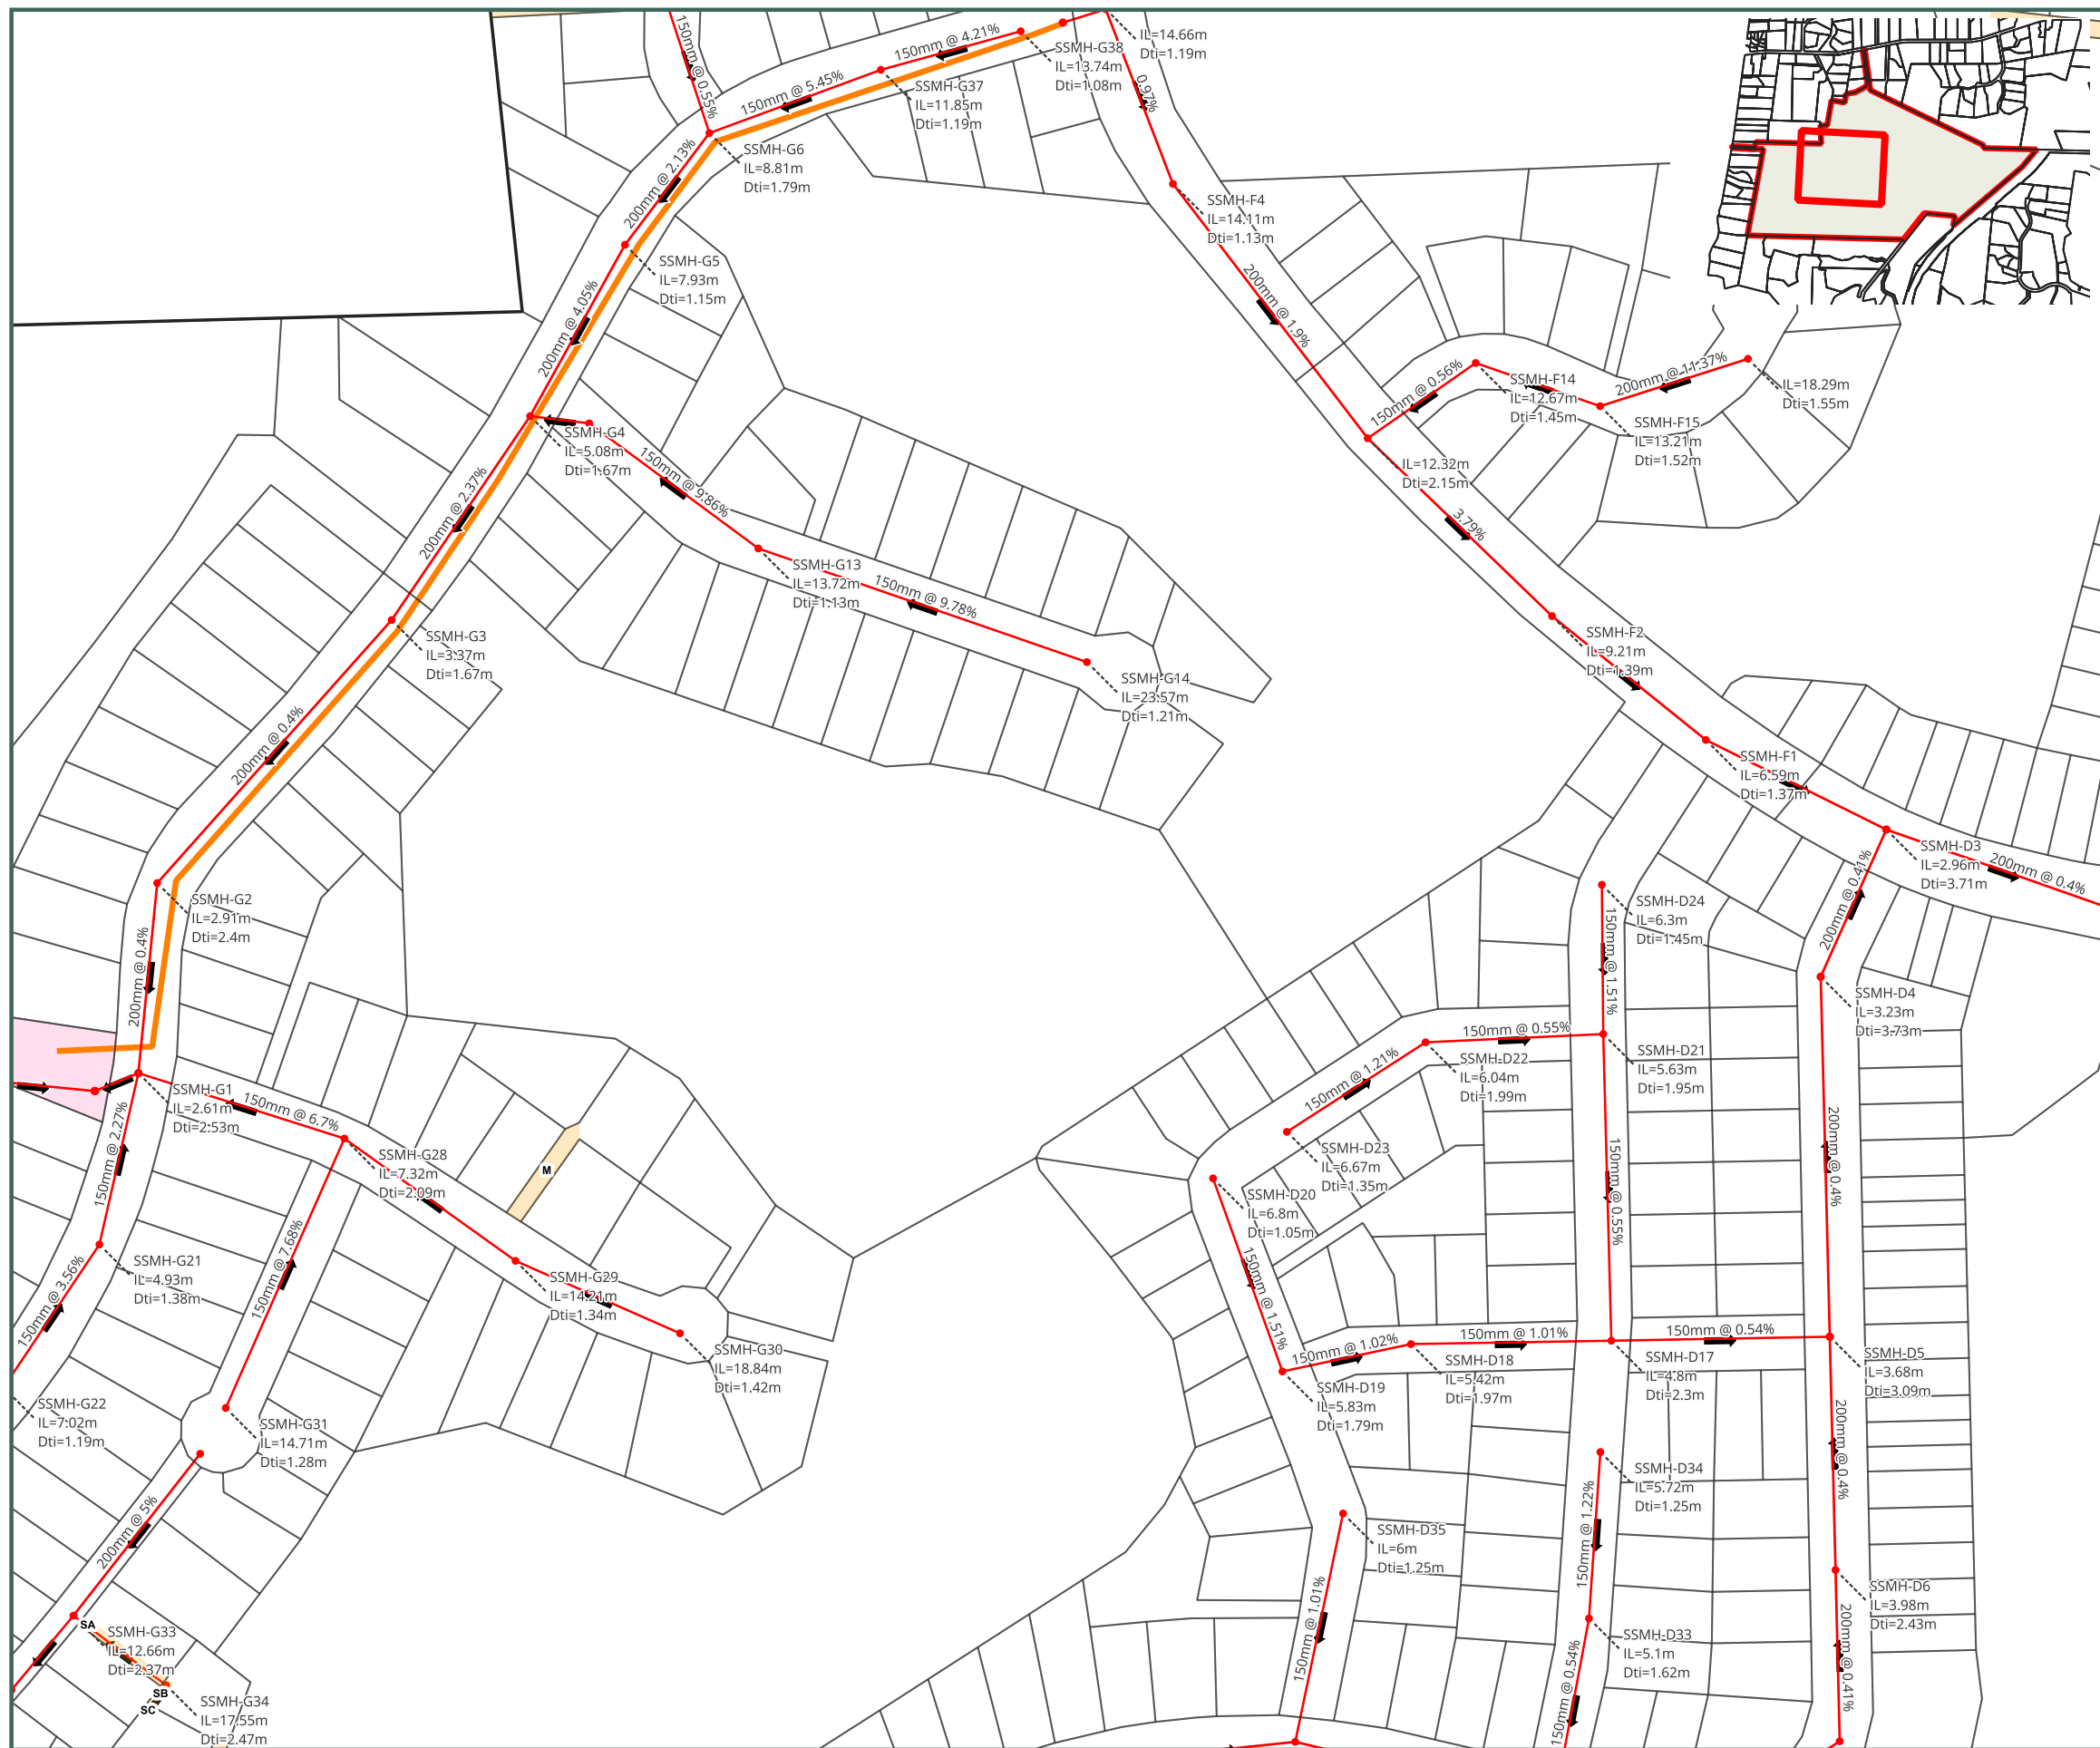 150mm @ 0.55%
150mm @ 4.21%
150mm @ 5.45%
SSMH-G38
IL=13.74m
Dti=1.08m
IL=14.66m
Dti=1.19m
SSMH-G37
IL=11.85m
Dti=1.19m
0.97%
SSMH-G6
IL=8.81m
Dti=1.79m
200mm @ 2.13%
SSMH-F4
IL=14.11m
Dti=1.13m
SSMH-G5
IL=7.93m
Dti=1.15m
200mm @ 4.05%
200mm @ 1.9%
150mm @ 0.56%
SSMH-F14
IL=12.67m
Dti=1.45m
200mm @ 11.37%
IL=18.29m
Dti=1.55m
SSMH-F15
IL=13.21m
Dti=1.52m
SSMH-G4
IL=5.08m
Dti=1.67m
150mm @ 9.86%
200mm @ 2.37%
IL=12.32m
Dti=2.15m
3.79%
SSMH-G13
IL=13.72m
Dti=1.13m
150mm @ 9.78%
SSMH-G3
IL=3.37m
Dti=1.67m
SSMH-F2
IL=9.21m
Dti=1.39m
SSMH-G14
IL=23.57m
Dti=1.21m
200mm @ 0.4%
SSMH-F1
IL=6.59m
Dti=1.37m
SSMH-D3
IL=2.96m
Dti=3.71m
200mm @ 0.4%
200mm @ 0.41%
SSMH-G2
IL=2.91m
Dti=2.4m
200mm @ 0.4%
SSMH-D24
IL=6.3m
Dti=1.45m
150mm @ 1.51%
SSMH-D4
IL=3.23m
Dti=3.73m
150mm @ 0.55%
150mm @ 1.21%
SSMH-D22
IL=6.04m
Dti=1.99m
SSMH-D21
IL=5.63m
Dti=1.95m
SSMH-G1
IL=2.61m
Dti=2.53m
150mm @ 6.7%
150mm @ 2.27%
SSMH-G28
IL=7.32m
Dti=2.09m
M
SSMH-D23
IL=6.67m
Dti=1.35m
150mm @ 0.55%
200mm @ 0.4%
SSMH-D20
IL=6.8m
Dti=1.05m
150mm @ 1.51%
SSMH-G21
IL=4.93m
Dti=1.38m
150mm @ 3.56%
150mm @ 7.68%
SSMH-G29
IL=14.21m
Dti=1.34m
SSMH-G30
IL=18.84m
Dti=1.42m
150mm @ 1.02%
150mm @ 1.01%
150mm @ 0.54%
SSMH-D18
IL=5.42m
Dti=1.97m
SSMH-D17
IL=4.8m
Dti=2.3m
SSMH-D5
IL=3.68m
Dti=3.09m
SSMH-D19
IL=5.83m
Dti=1.79m
SSMH-G22
IL=7.02m
Dti=1.19m
SSMH-G31
IL=14.71m
Dti=1.28m
200mm @ 0.4%
SSMH-D34
IL=5.72m
Dti=1.25m
150mm @ 1.22%
200mm @ 5%
SSMH-D35
IL=6m
Dti=1.25m
150mm @ 1.01%
SSMH-D6
IL=3.98m
Dti=2.43m
200mm @ 0.41%
SA
SSMH-G33
IL=12.66m
Dti=2.37m
SSMH-D33
IL=5.1m
Dti=1.62m
150mm @ 0.54%
SB
SC
SSMH-G34
IL=17.55m
Dti=2.47m